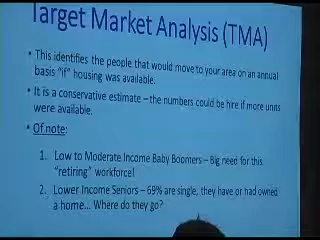 Target Market Analysis (TMA)
• This identifies the people that would move to your area on an annual
basis "if" housing was available.
• It is a conservative estimate – the numbers could be hire if more units
were available.
• Of note:
1. Low to Moderate Income Baby Boomers – Big need for this
"retiring" workforce!
2. Lower Income Seniors – 69% are single, they have or had owned
a home... Where do they go?